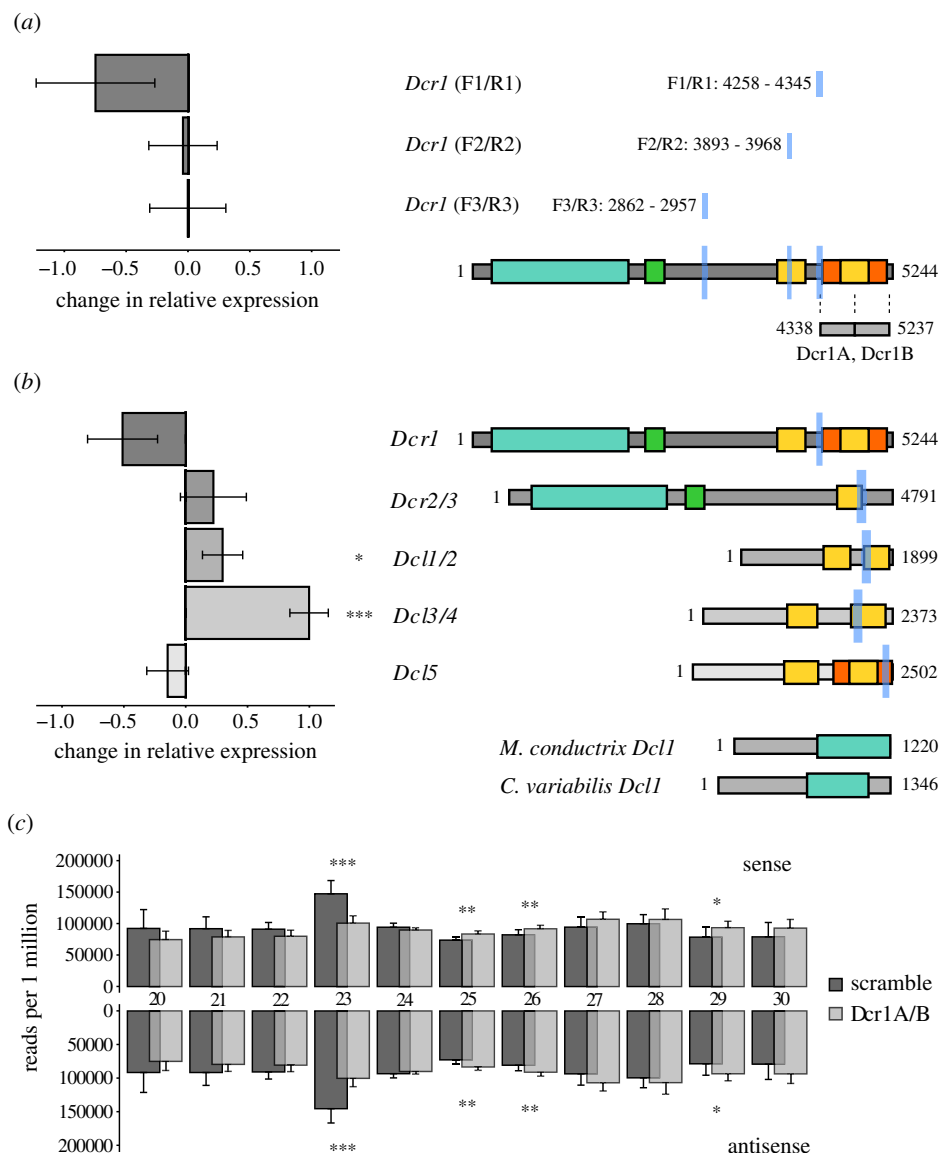 (a)
Dcr1 (F1/R1) F1/R1: 4258 - 4345
Dcr1 (F2/R2) F2/R2: 3893 - 3968
Dcr1 (F3/R3) F3/R3: 2862 - 2957
1 5244
−1.0 −0.5 0.0 0.5 1.0
change in relative expression
4338 5237
Dcr1A, Dcr1B
(b)
Dcr1 1 5244
Dcr2/3 1 4791
* Dcl1/2 1 1899
*** Dcl3/4 1 2373
Dcl5 1 2502
−1.0 −0.5 0.0 0.5 1.0
change in relative expression
M. conductrix Dcl1 1 1220
C. variabilis Dcl1 1 1346
(c)
reads per 1 million
200000
150000
100000
50000
0
*** ** ** *
sense
20 21 22 23 24 25 26 27 28 29 30
scramble
Dcr1A/B
0
50000
100000
150000
200000
*** ** ** *
antisense